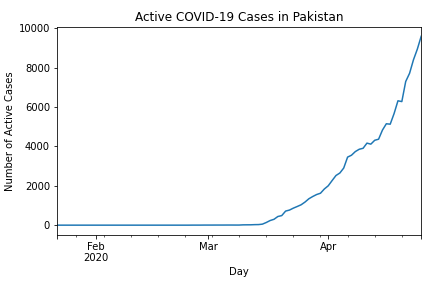 Active COVID-19 Cases in Pakistan
Number of Active Cases
10000
8000
6000
4000
2000
0
Feb
2020
Mar
Apr
Day